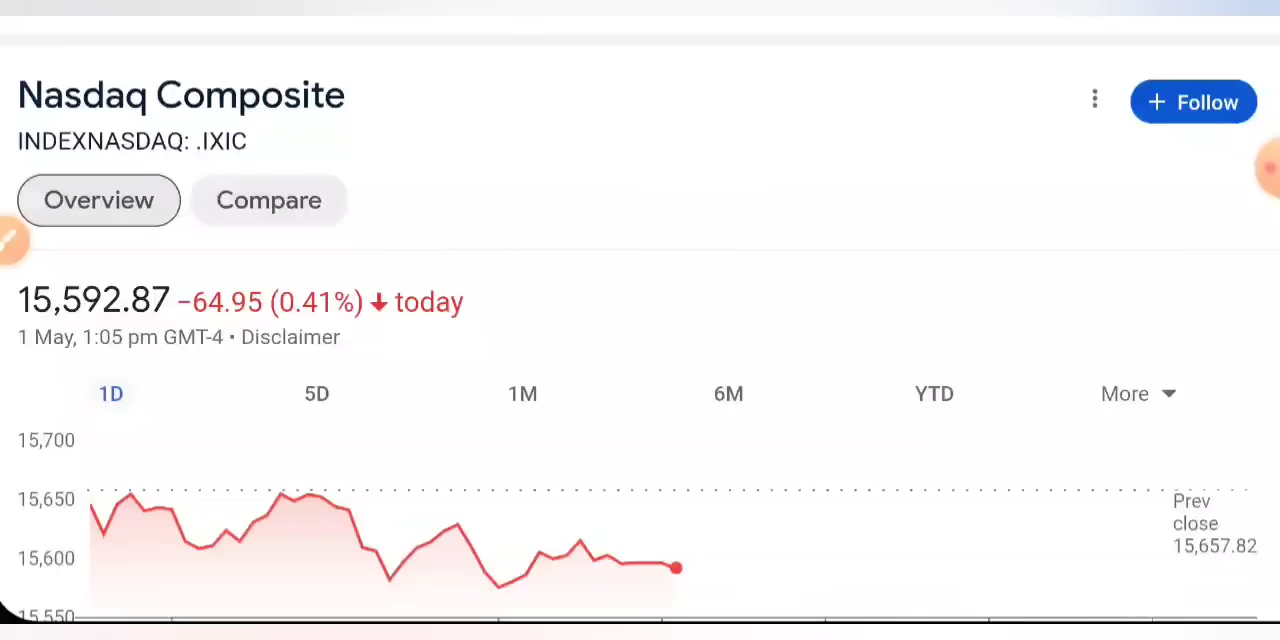 Nasdaq Composite
+ Follow
INDEXNASDAQ: .IXIC
Overview
Compare
15,592.87 −64.95 (0.41%) ↓ today
1 May, 1:05 pm GMT-4 • Disclaimer
1D
5D
1M
6M
YTD
More
15,700
15,650
15,600
15,550
Prev
close
15,657.82